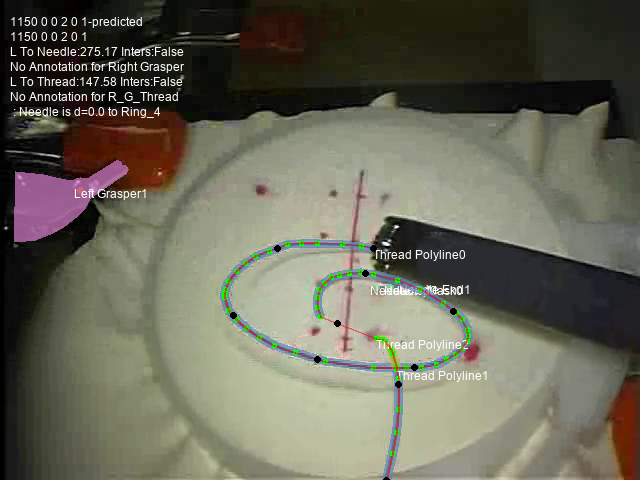 1150 0 0 2 0 1-predicted
1150 0 0 2 0 1
L To Needle:275.17 Inters:False
No Annotation for Right Grasper
L To Thread:147.58 Inters:False
No Annotation for R_G_Thread
: Needle is d=0.0 to Ring_4
Left Grasper1
Thread Polyline0
Thread Polyline2
Thread Polyline1